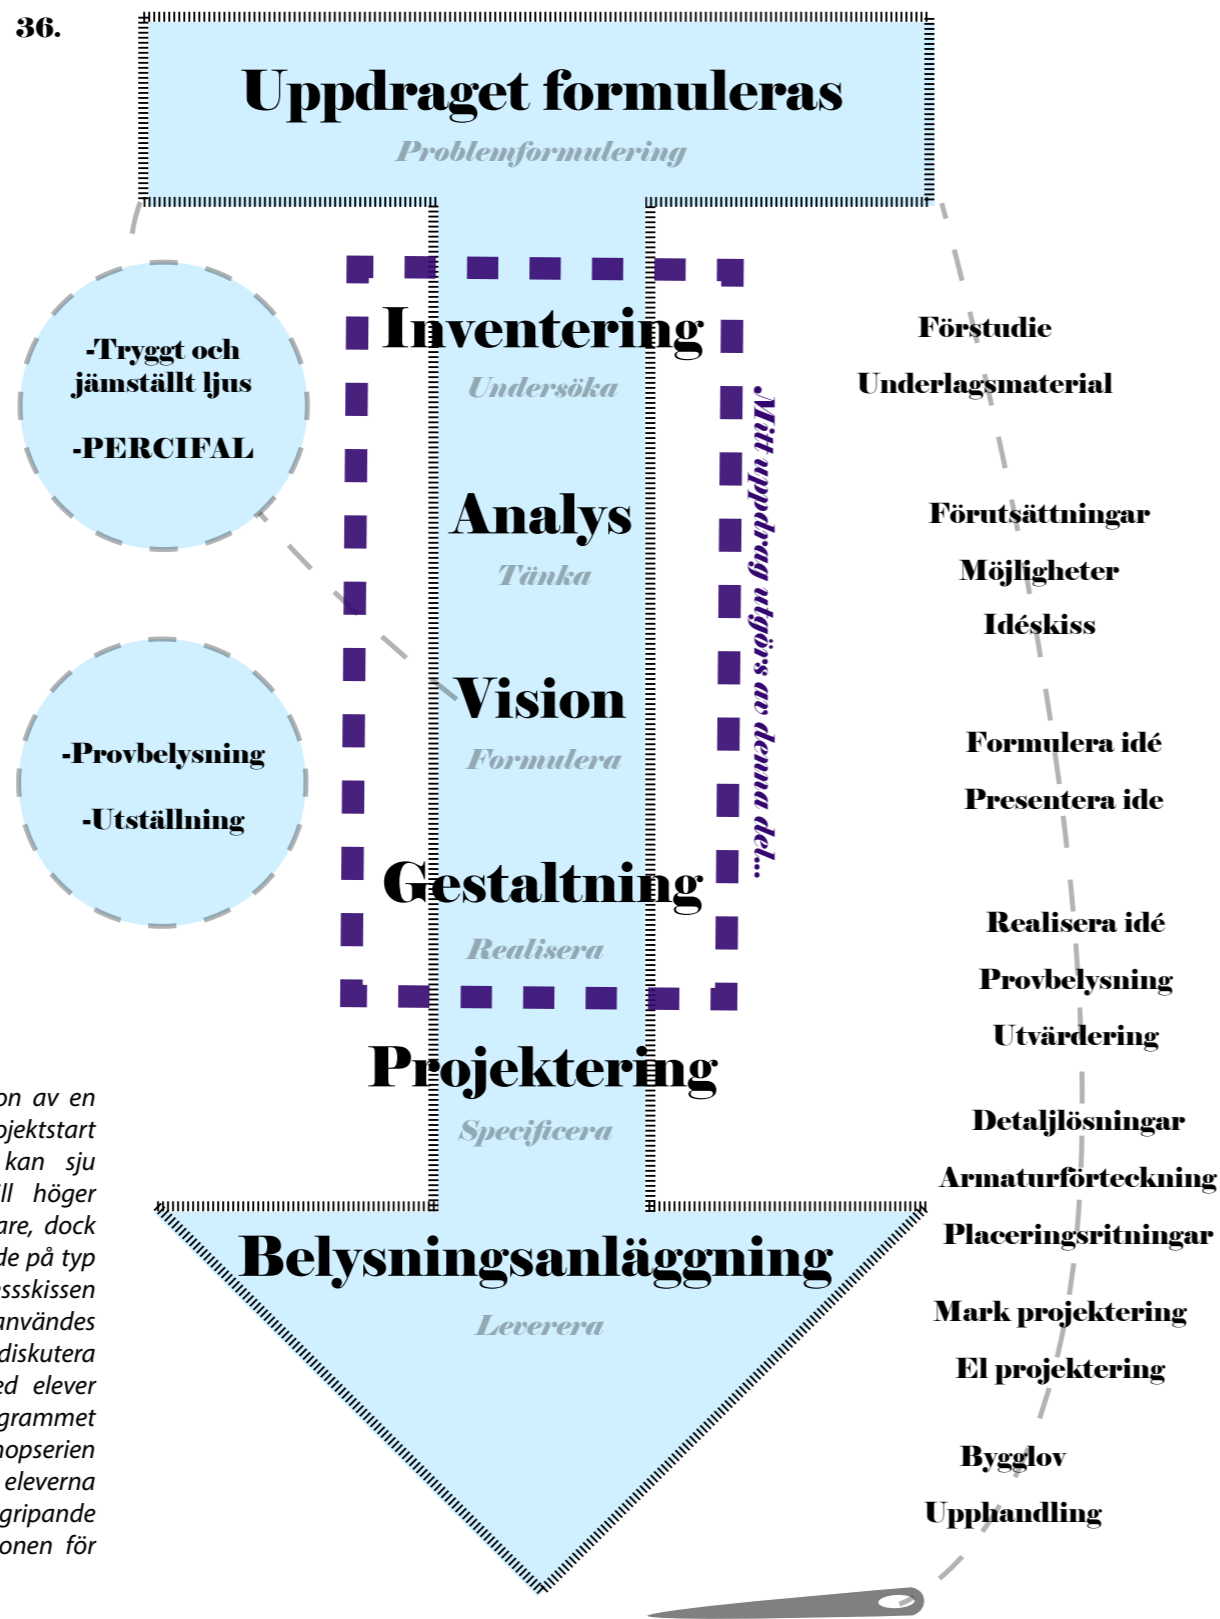 36.
Uppdraget formuleras
Problemformulering
-Tryggt och
jämställt ljus
-PERCIFAL
-Provbelysning
-Utställning
Inventering
Undersöka
Analys
Tänka
Vision
Formulera
Gestaltning
Realisera
Projektering
Specificera
Belysningsanläggning
Leverera
Mitt uppdrag utgörs av denna del...
Förstudie
Underlagsmaterial
Förutsättningar
Möjligheter
Idéskiss
Formulera idé
Presentera ide
Realisera idé
Provbelysning
Utvärdering
Detaljlösningar
Armaturförteckning
Placeringsritningar
Mark projektering
El projektering
Bygglov
Upphandling
on av en
ojektstart
kan sju
ll höger
are, dock
de på typ
essskissen
användes
diskutera
ed elever
grammet
hopserien
eleverna
gripande
onen för